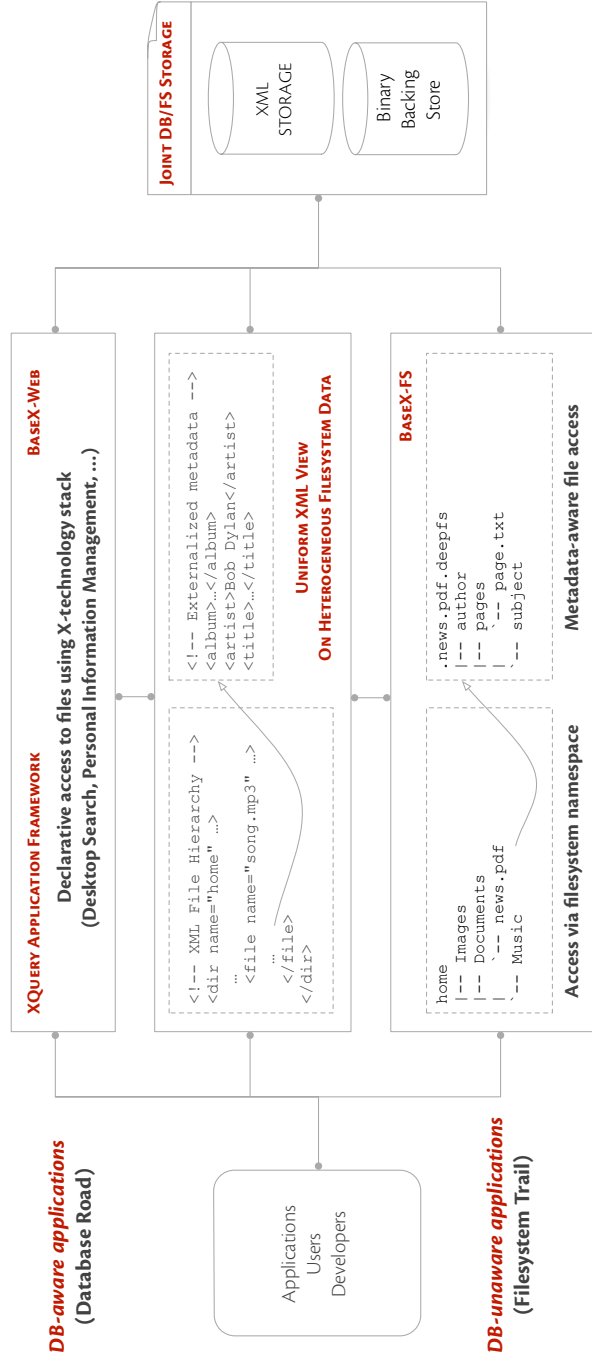 DB-aware applications
(Database Road)
Applications
Users
Developers
DB-unaware applications
(Filesystem Trail)
XQuery Application Framework
BaseX-Web
Declarative access to files using X-technology stack
(Desktop Search, Personal Information Management, ...)
<!-- XML File Hierarchy -->
<dir name="home" …>
…
<file name="song.mp3" …>
…
</file>
</dir>
<!-- Externalized metadata -->
<album>…</album>
<artist>Bob Dylan</artist>
<title>…</title>
Uniform XML View
On Heterogeneous Filesystem Data
BaseX-FS
home
|-- Images
|-- Documents
|   `-- news.pdf
`-- Music
Access via filesystem namespace
.news.pdf.deepfs
|-- author
|-- pages
|   `-- page.txt
`-- subject
Metadata-aware file access
Joint DB/FS Storage
XML
STORAGE
Binary
Backing
Store